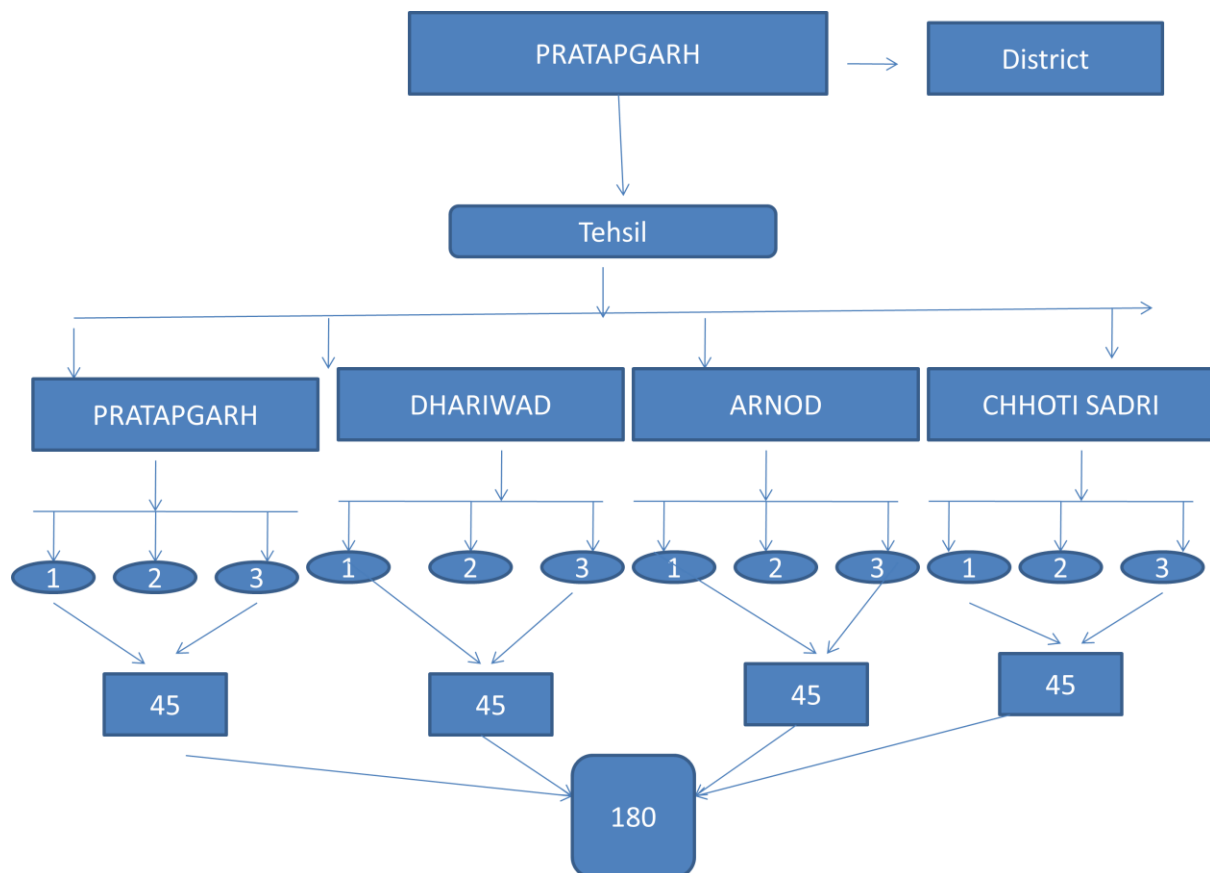 PRATAPGARH
District
Tehsil
PRATAPGARH
DHARIWAD
ARNOD
CHHOTI SADRI
1
2
3
1
2
3
1
2
3
1
2
3
45
45
45
45
180